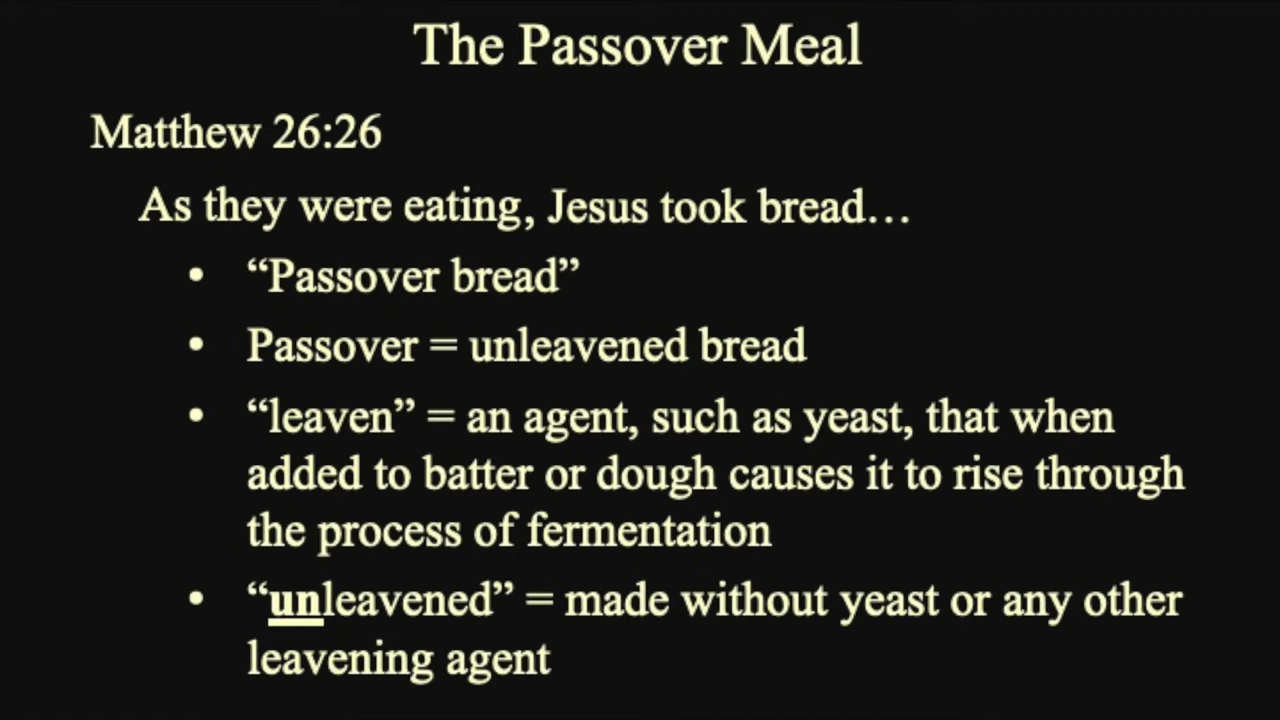 The Passover Meal
Matthew 26:26
As they were eating, Jesus took bread…
• “Passover bread”
• Passover = unleavened bread
• “leaven” = an agent, such as yeast, that when
added to batter or dough causes it to rise through
the process of fermentation
• “unleavened” = made without yeast or any other
leavening agent